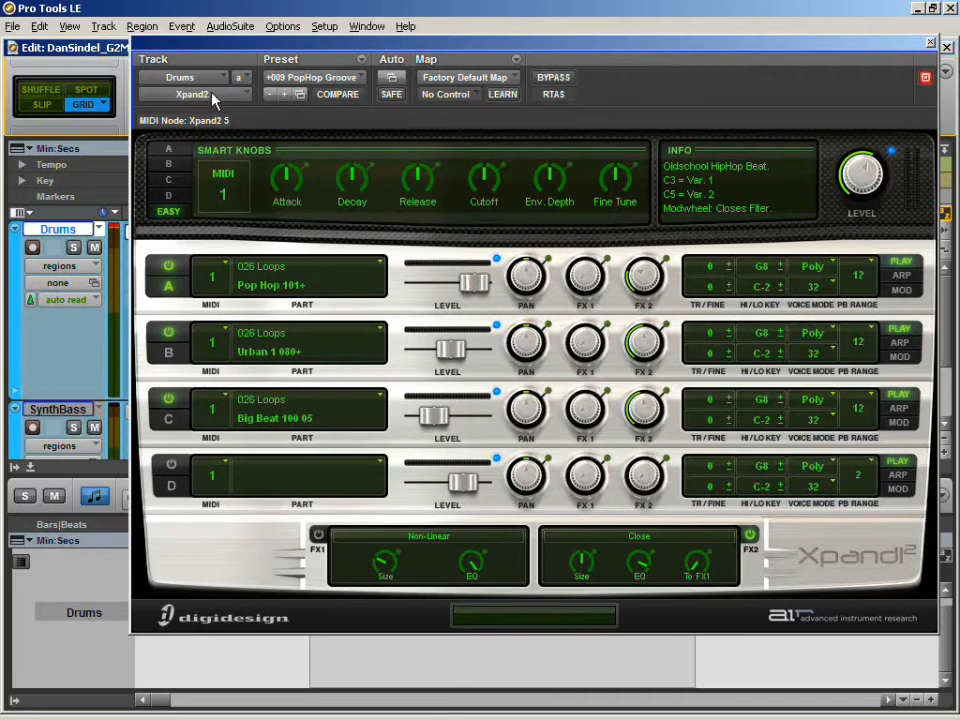 Pro Tools LE
File Edit View Track Region Event AudioSuite Options Setup Window Help
Edit: DanSindel_G2M
Track Preset Auto Map
SHUFFLE SPOT
SLIP GRID
Drums a +009 PopHop Groove Factory Default Map BYPASS
Xpand2 - + COMPARE SAFE No Control LEARN RTAS
MIDI Node: Xpand2 5
Min:Secs
Tempo
Key
Markers
A SMART KNOBS INFO
B
C
D
EASY
MIDI
1
Attack Decay Release Cutoff Env. Depth Fine Tune
Oldschool HipHop Beat.
C3 = Var. 1
C5 = Var. 2
Modwheel: Closes Filter.
LEVEL
Drums
S M
regions
none
auto read
A 1 026 Loops
Pop Hop 101+
MIDI PART LEVEL PAN FX 1 FX 2
0 ± G8 ± Poly 12 PLAY
0 ± C-2 ± 32 ARP
MOD
TR / FINE HI / LO KEY VOICE MODE PB RANGE
B 1 026 Loops
Urban 1 080+
MIDI PART LEVEL PAN FX 1 FX 2
0 ± G8 ± Poly 12 PLAY
0 ± C-2 ± 32 ARP
MOD
TR / FINE HI / LO KEY VOICE MODE PB RANGE
SynthBass
S M
regions
C 1 026 Loops
Big Beat 100 05
MIDI PART LEVEL PAN FX 1 FX 2
0 ± G8 ± Poly 12 PLAY
0 ± C-2 ± 32 ARP
MOD
TR / FINE HI / LO KEY VOICE MODE PB RANGE
D 1
MIDI PART LEVEL PAN FX 1 FX 2
0 ± G8 ± Poly 2 PLAY
0 ± C-2 ± 32 ARP
MOD
TR / FINE HI / LO KEY VOICE MODE PB RANGE
S M
Bars|Beats
Min:Secs
FX1 Non-Linear
Size EQ
Close FX2
Size EQ To FX1
Xpand!2
Drums
digidesign
air advanced instrument research